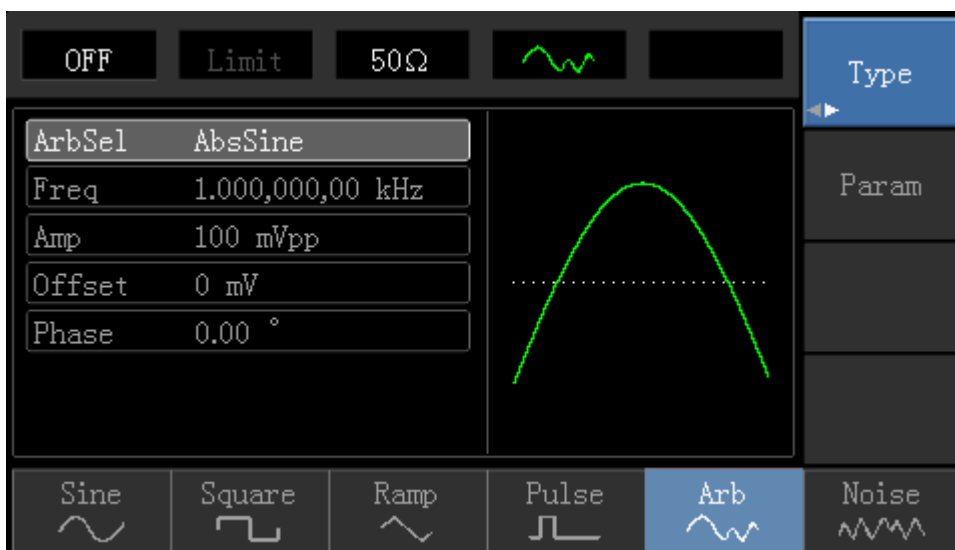 OFF Limit 50Ω
Type
ArbSel AbsSine
Freq 1.000,000,00 kHz
Param
Amp 100 mVpp
Offset 0 mV
Phase 0.00 °
Sine Square Ramp Pulse Arb Noise